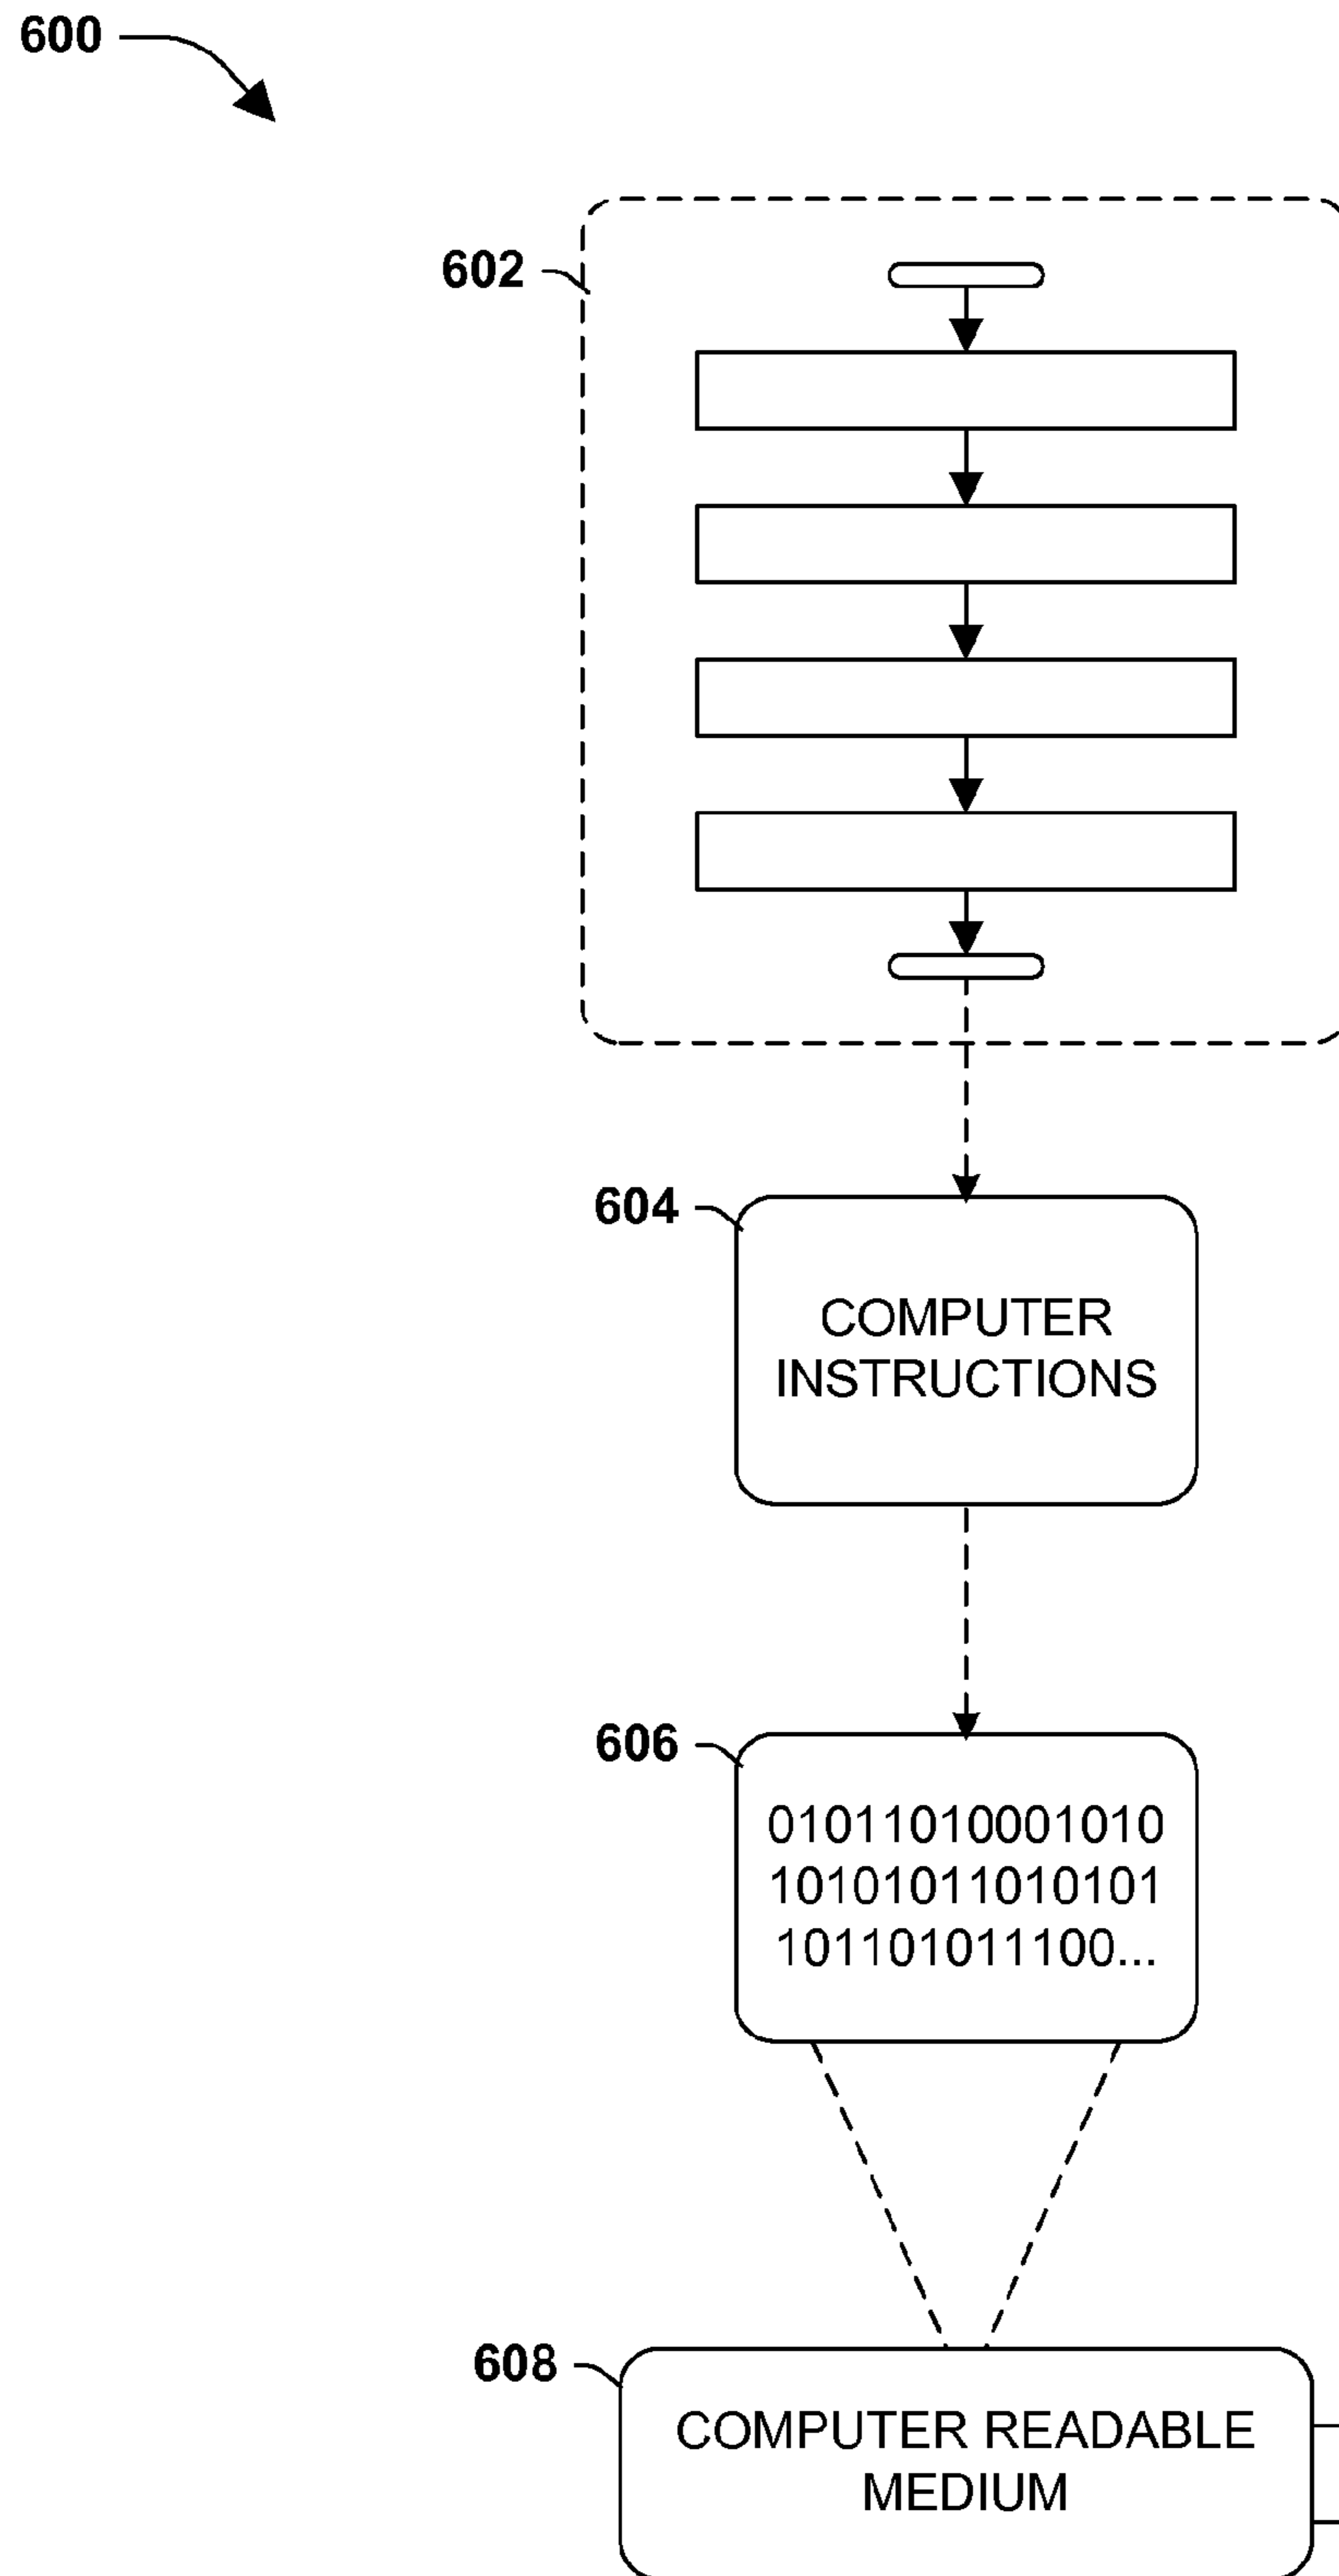 600
602
604
COMPUTER
INSTRUCTIONS
606
01011010001010
10101011010101
101101011100...
608
COMPUTER READABLE
MEDIUM